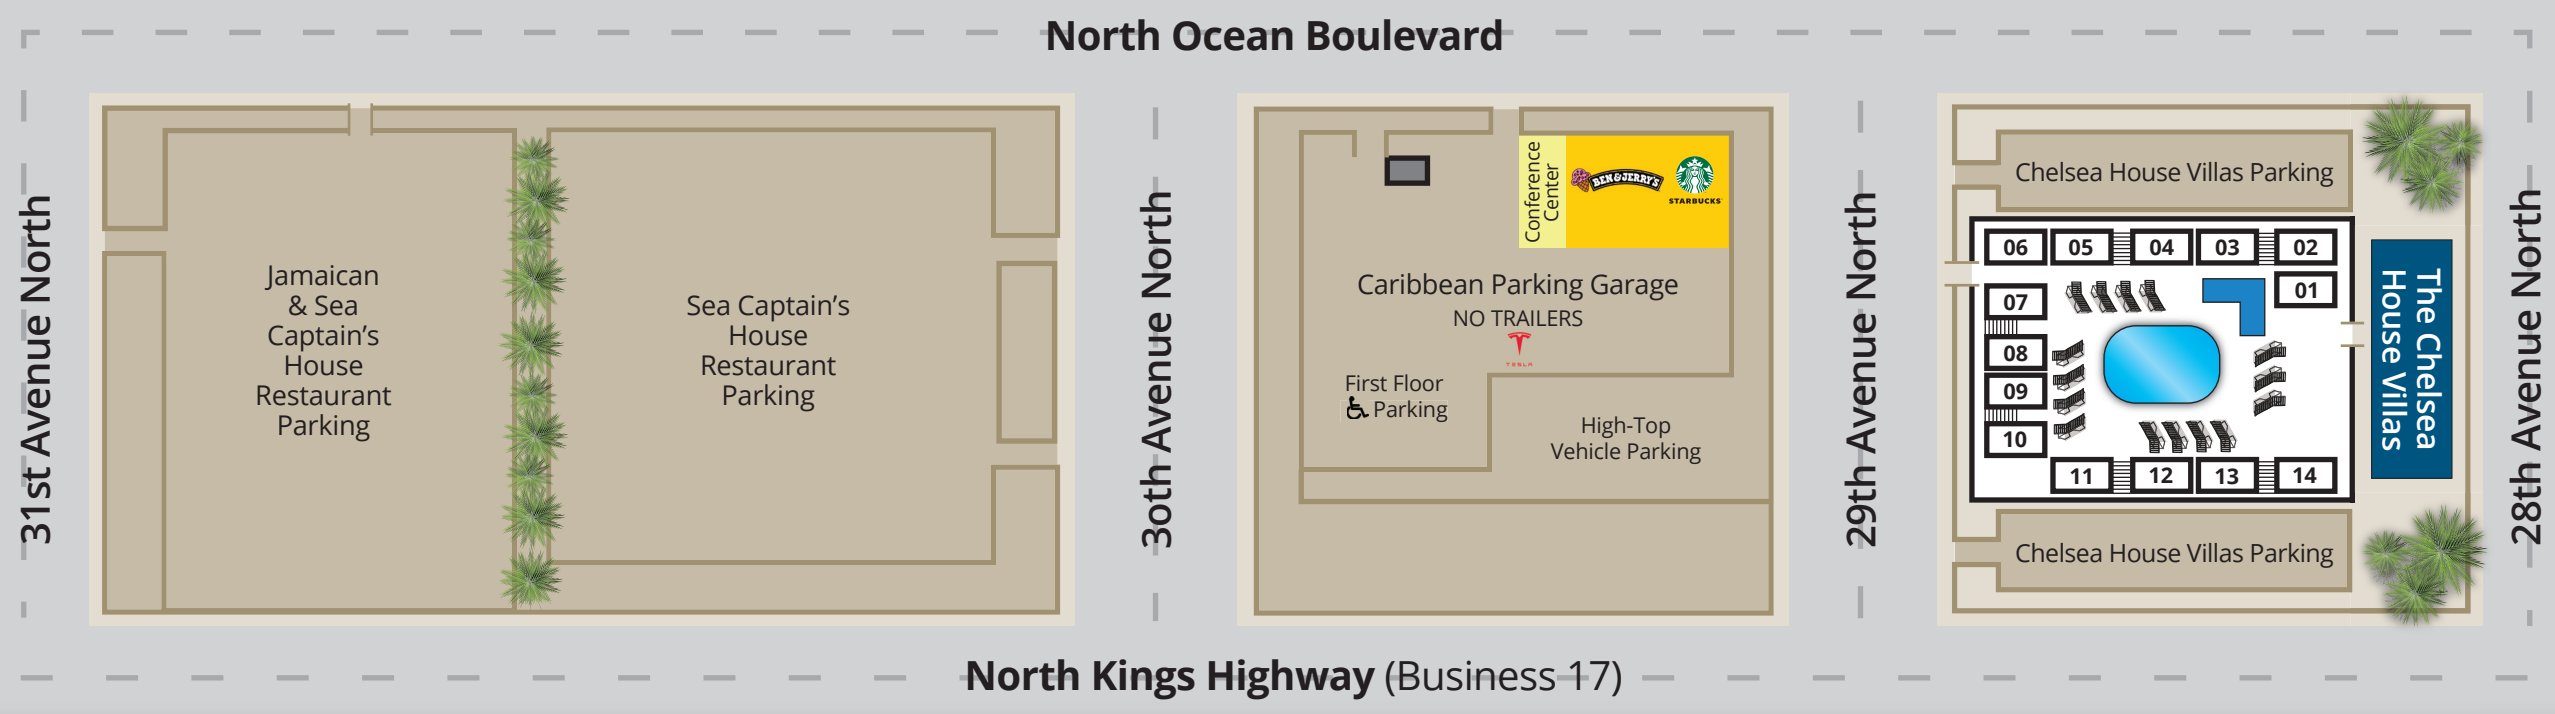 North Ocean Boulevard
31st Avenue North
Jamaican
& Sea
Captain's
House
Restaurant
Parking
Sea Captain's
House
Restaurant
Parking
30th Avenue North
Conference
Center
BEN & JERRY'S
STARBUCKS
Caribbean Parking Garage
NO TRAILERS
TESLA
First Floor
Parking
High-Top
Vehicle Parking
29th Avenue North
Chelsea House Villas Parking
06
05
04
03
02
01
07
08
09
10
11
12
13
14
The Chelsea
House Villas
Chelsea House Villas Parking
28th Avenue North
North Kings Highway (Business 17)